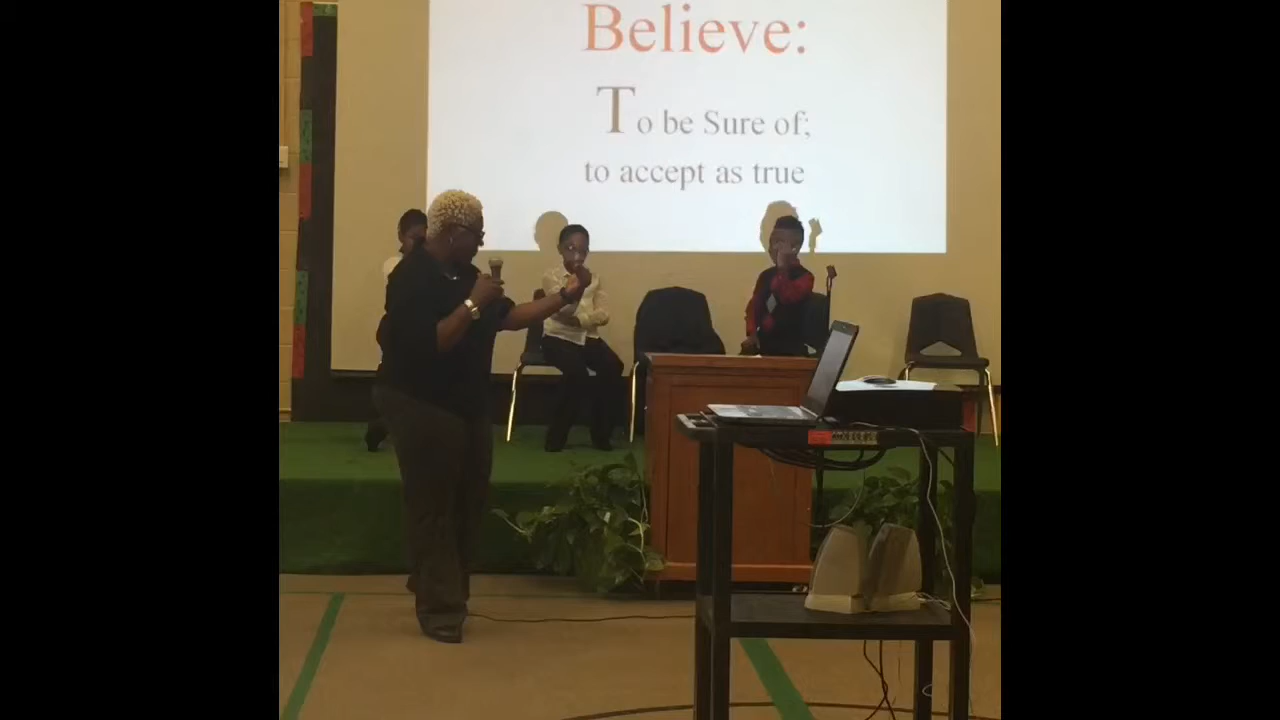 Believe:
To be Sure of;
to accept as true